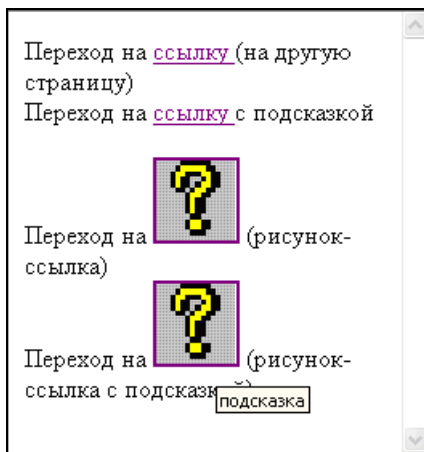 Переход на ссылку (на другую
страницу)
Переход на ссылку с подсказкой
Переход на ? (рисунок-
ссылка)
Переход на ? (рисунок-
ссылка с подсказкой)
подсказка